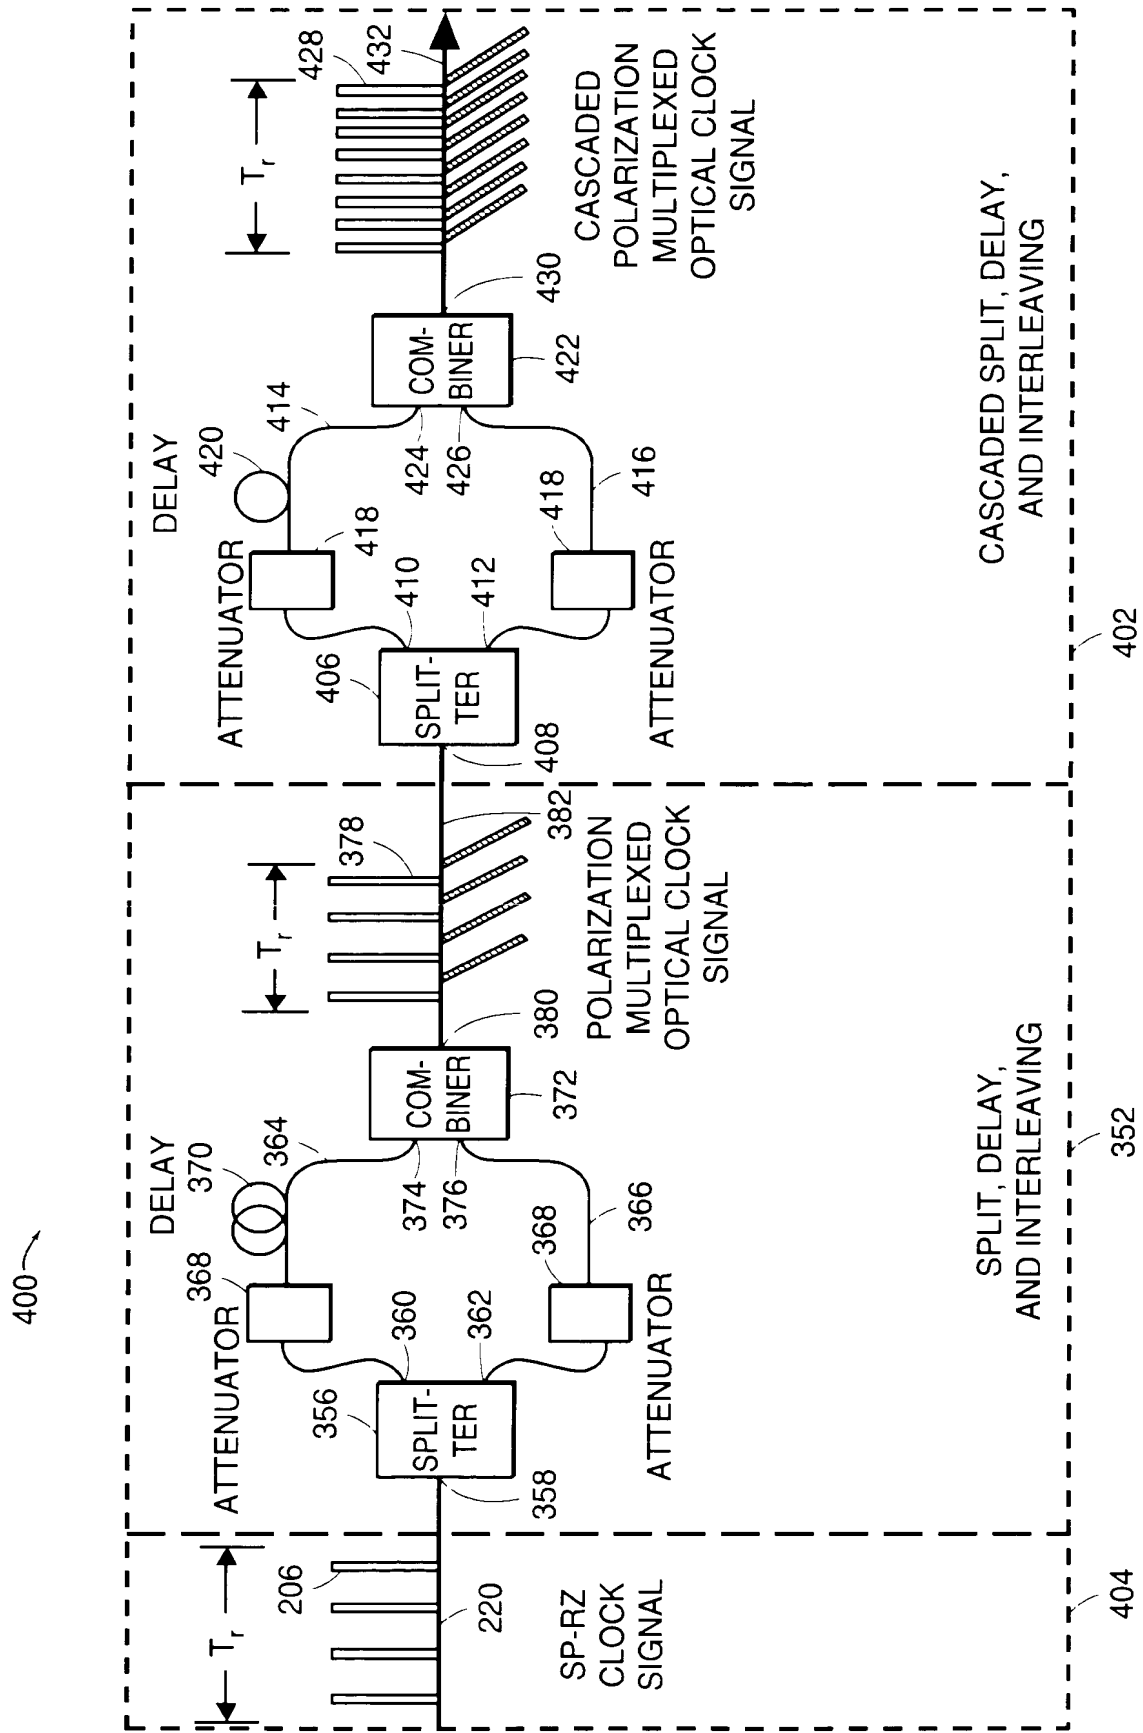 400
T_r
206
220
SP-RZ
CLOCK
SIGNAL
404
ATTENUATOR
368
DELAY
370
364
356
SPLIT-
TER
358
360
362
374
376
COM-
BINER
372
380
368
366
ATTENUATOR
T_r
378
382
POLARIZATION
MULTIPLEXED
OPTICAL CLOCK
SIGNAL
SPLIT, DELAY,
AND INTERLEAVING
352
ATTENUATOR
418
DELAY
420
414
406
SPLIT-
TER
408
410
412
424
426
COM-
BINER
422
430
418
416
ATTENUATOR
T_r
428
432
CASCADED
POLARIZATION
MULTIPLEXED
OPTICAL CLOCK
SIGNAL
CASCADED SPLIT, DELAY,
AND INTERLEAVING
402